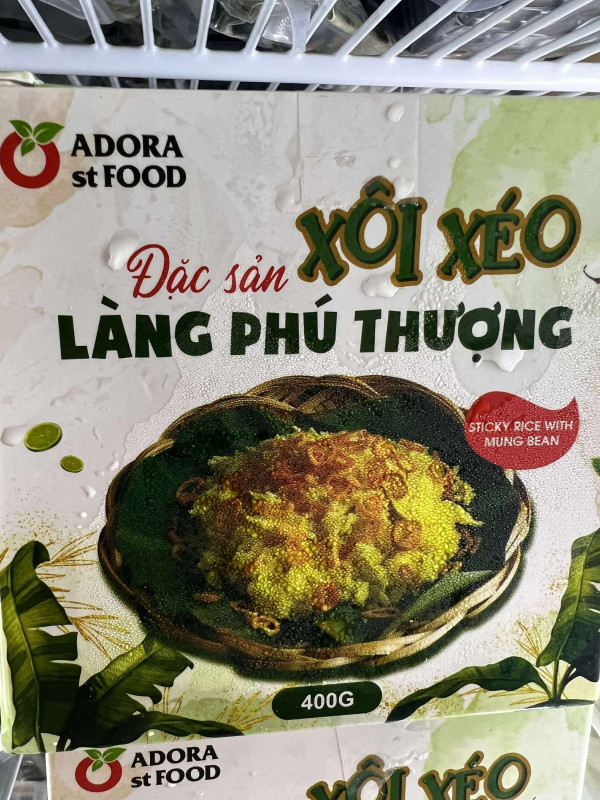 ADORA
st FOOD
XÔI XÉO
Đặc sản
LÀNG PHÚ THƯỢNG
STICKY RICE WITH
MUNG BEAN
400G
ADORA
st FOOD
XÔI XÉO